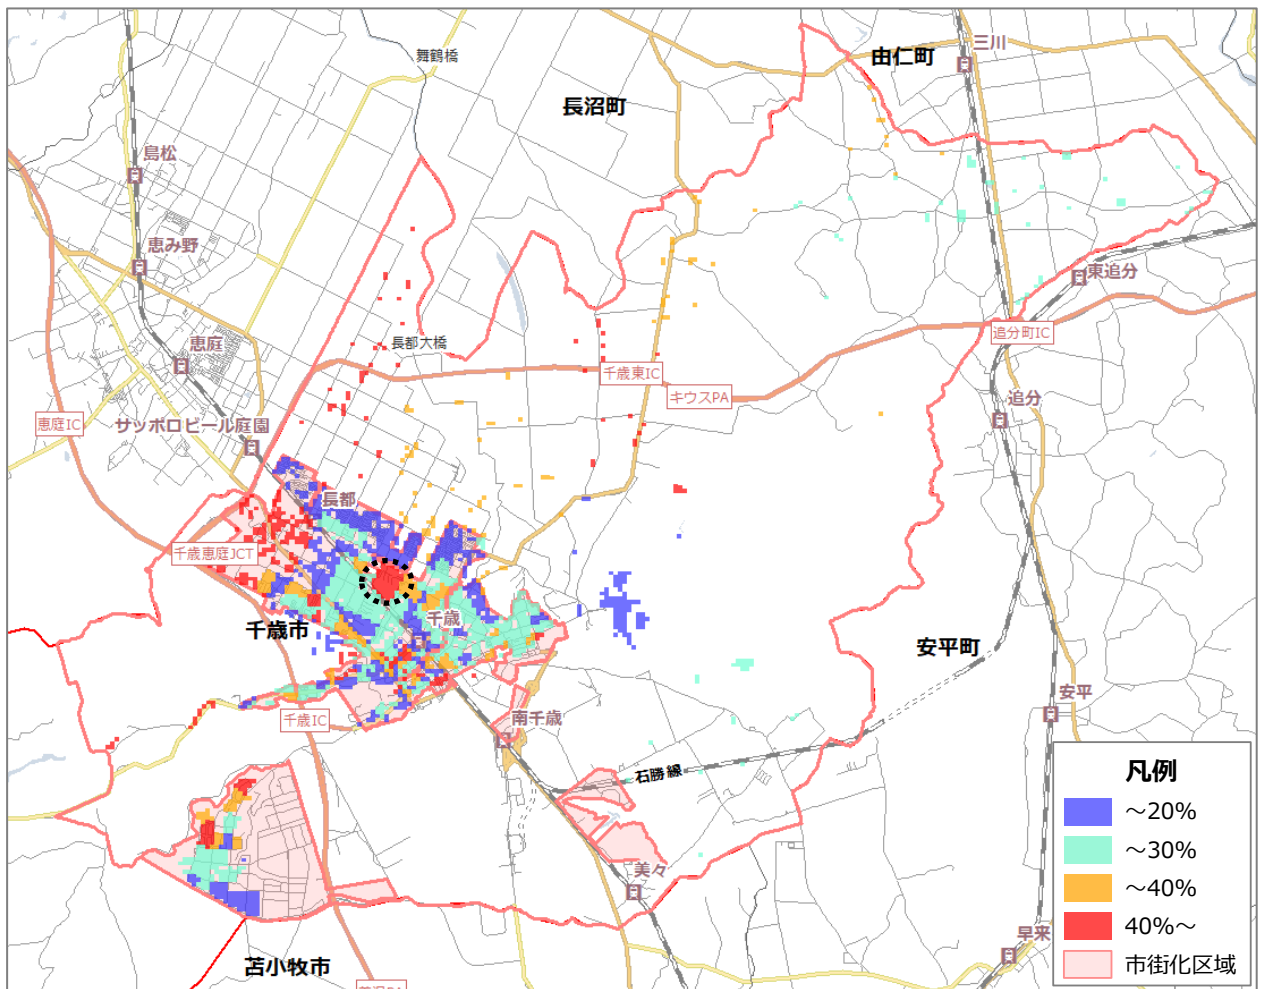 三川
舞鶴橋
由仁町
長沼町
島松
恵み野
東追分
追分町IC
長都大橋
恵庭
千歳東IC
キウスPA
追分
恵庭IC
サッポロビール庭園
長都
千歳恵庭JCT
千歳
千歳市
安平町
安平
千歳IC
南千歳
石勝線
美々
早来
苫小牧市
凡例
～20%
～30%
～40%
40%～
市街化区域